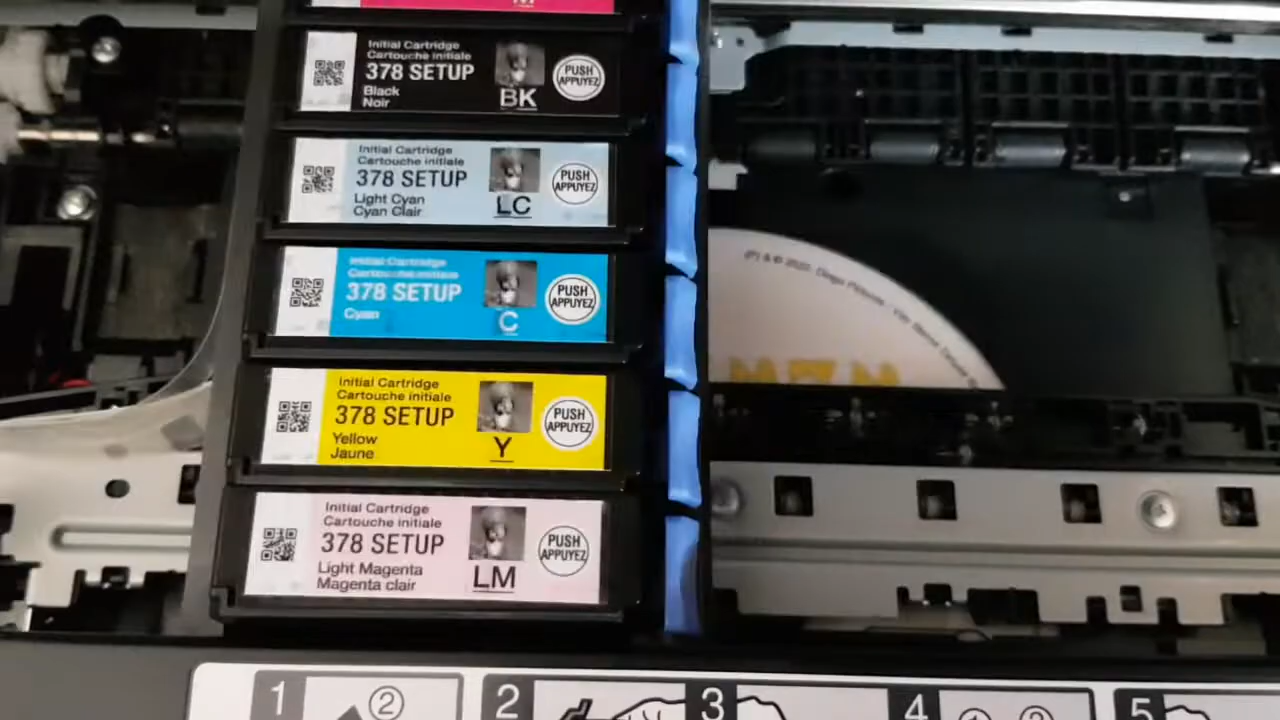 M
Initial Cartridge
Cartouche initiale
378 SETUP
Black
Noir
BK
PUSH
APPUYEZ
Initial Cartridge
Cartouche initiale
378 SETUP
Light Cyan
Cyan Clair
LC
PUSH
APPUYEZ
Initial Cartridge
Cartouche initiale
378 SETUP
Cyan
C
PUSH
APPUYEZ
Initial Cartridge
Cartouche initiale
378 SETUP
Yellow
Jaune
Y
PUSH
APPUYEZ
Initial Cartridge
Cartouche initiale
378 SETUP
Light Magenta
Magenta clair
LM
PUSH
APPUYEZ
1
2
2
3
4
5